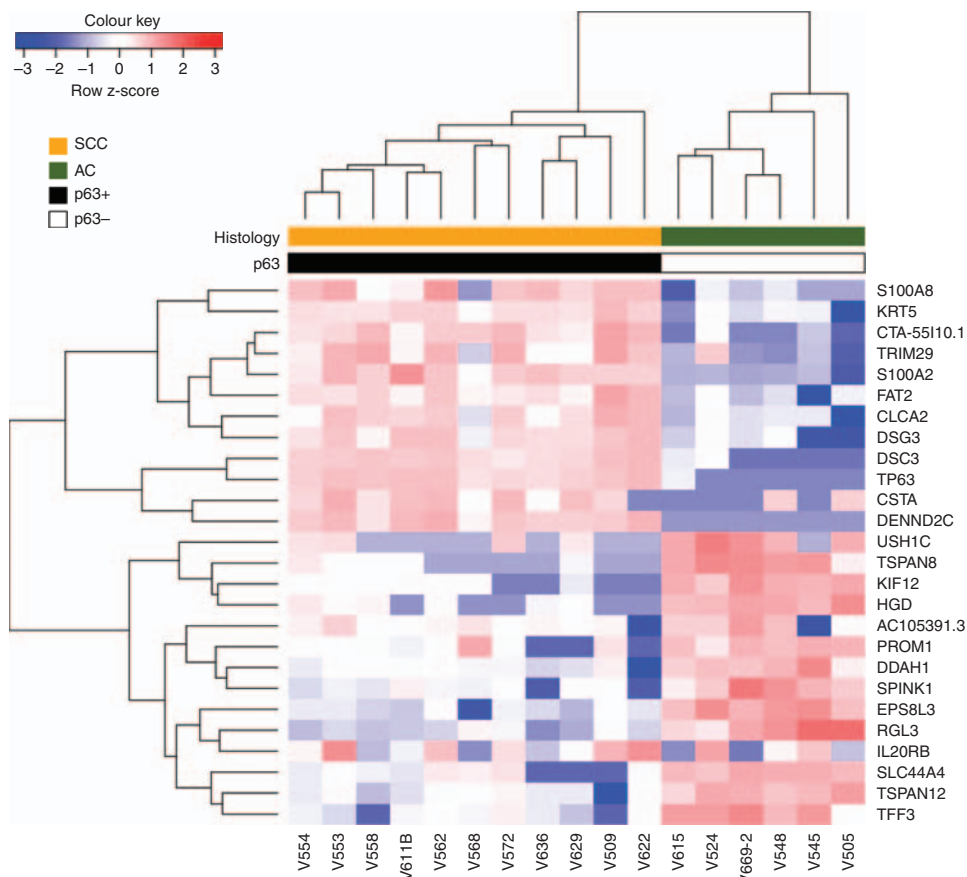 Colour key
–3 –2 –1 0 1 2 3
Row z-score
SCC
AC
p63+
p63–
Histology
p63
S100A8
KRT5
CTA-55I10.1
TRIM29
S100A2
FAT2
CLCA2
DSG3
DSC3
TP63
CSTA
DENND2C
USH1C
TSPAN8
KIF12
HGD
AC105391.3
PROM1
DDAH1
SPINK1
EPS8L3
RGL3
IL20RB
SLC44A4
TSPAN12
TFF3
V554 V553 V558 V611B V562 V568 V572 V636 V629 V509 V622 V615 V524 V669-2 V548 V545 V505